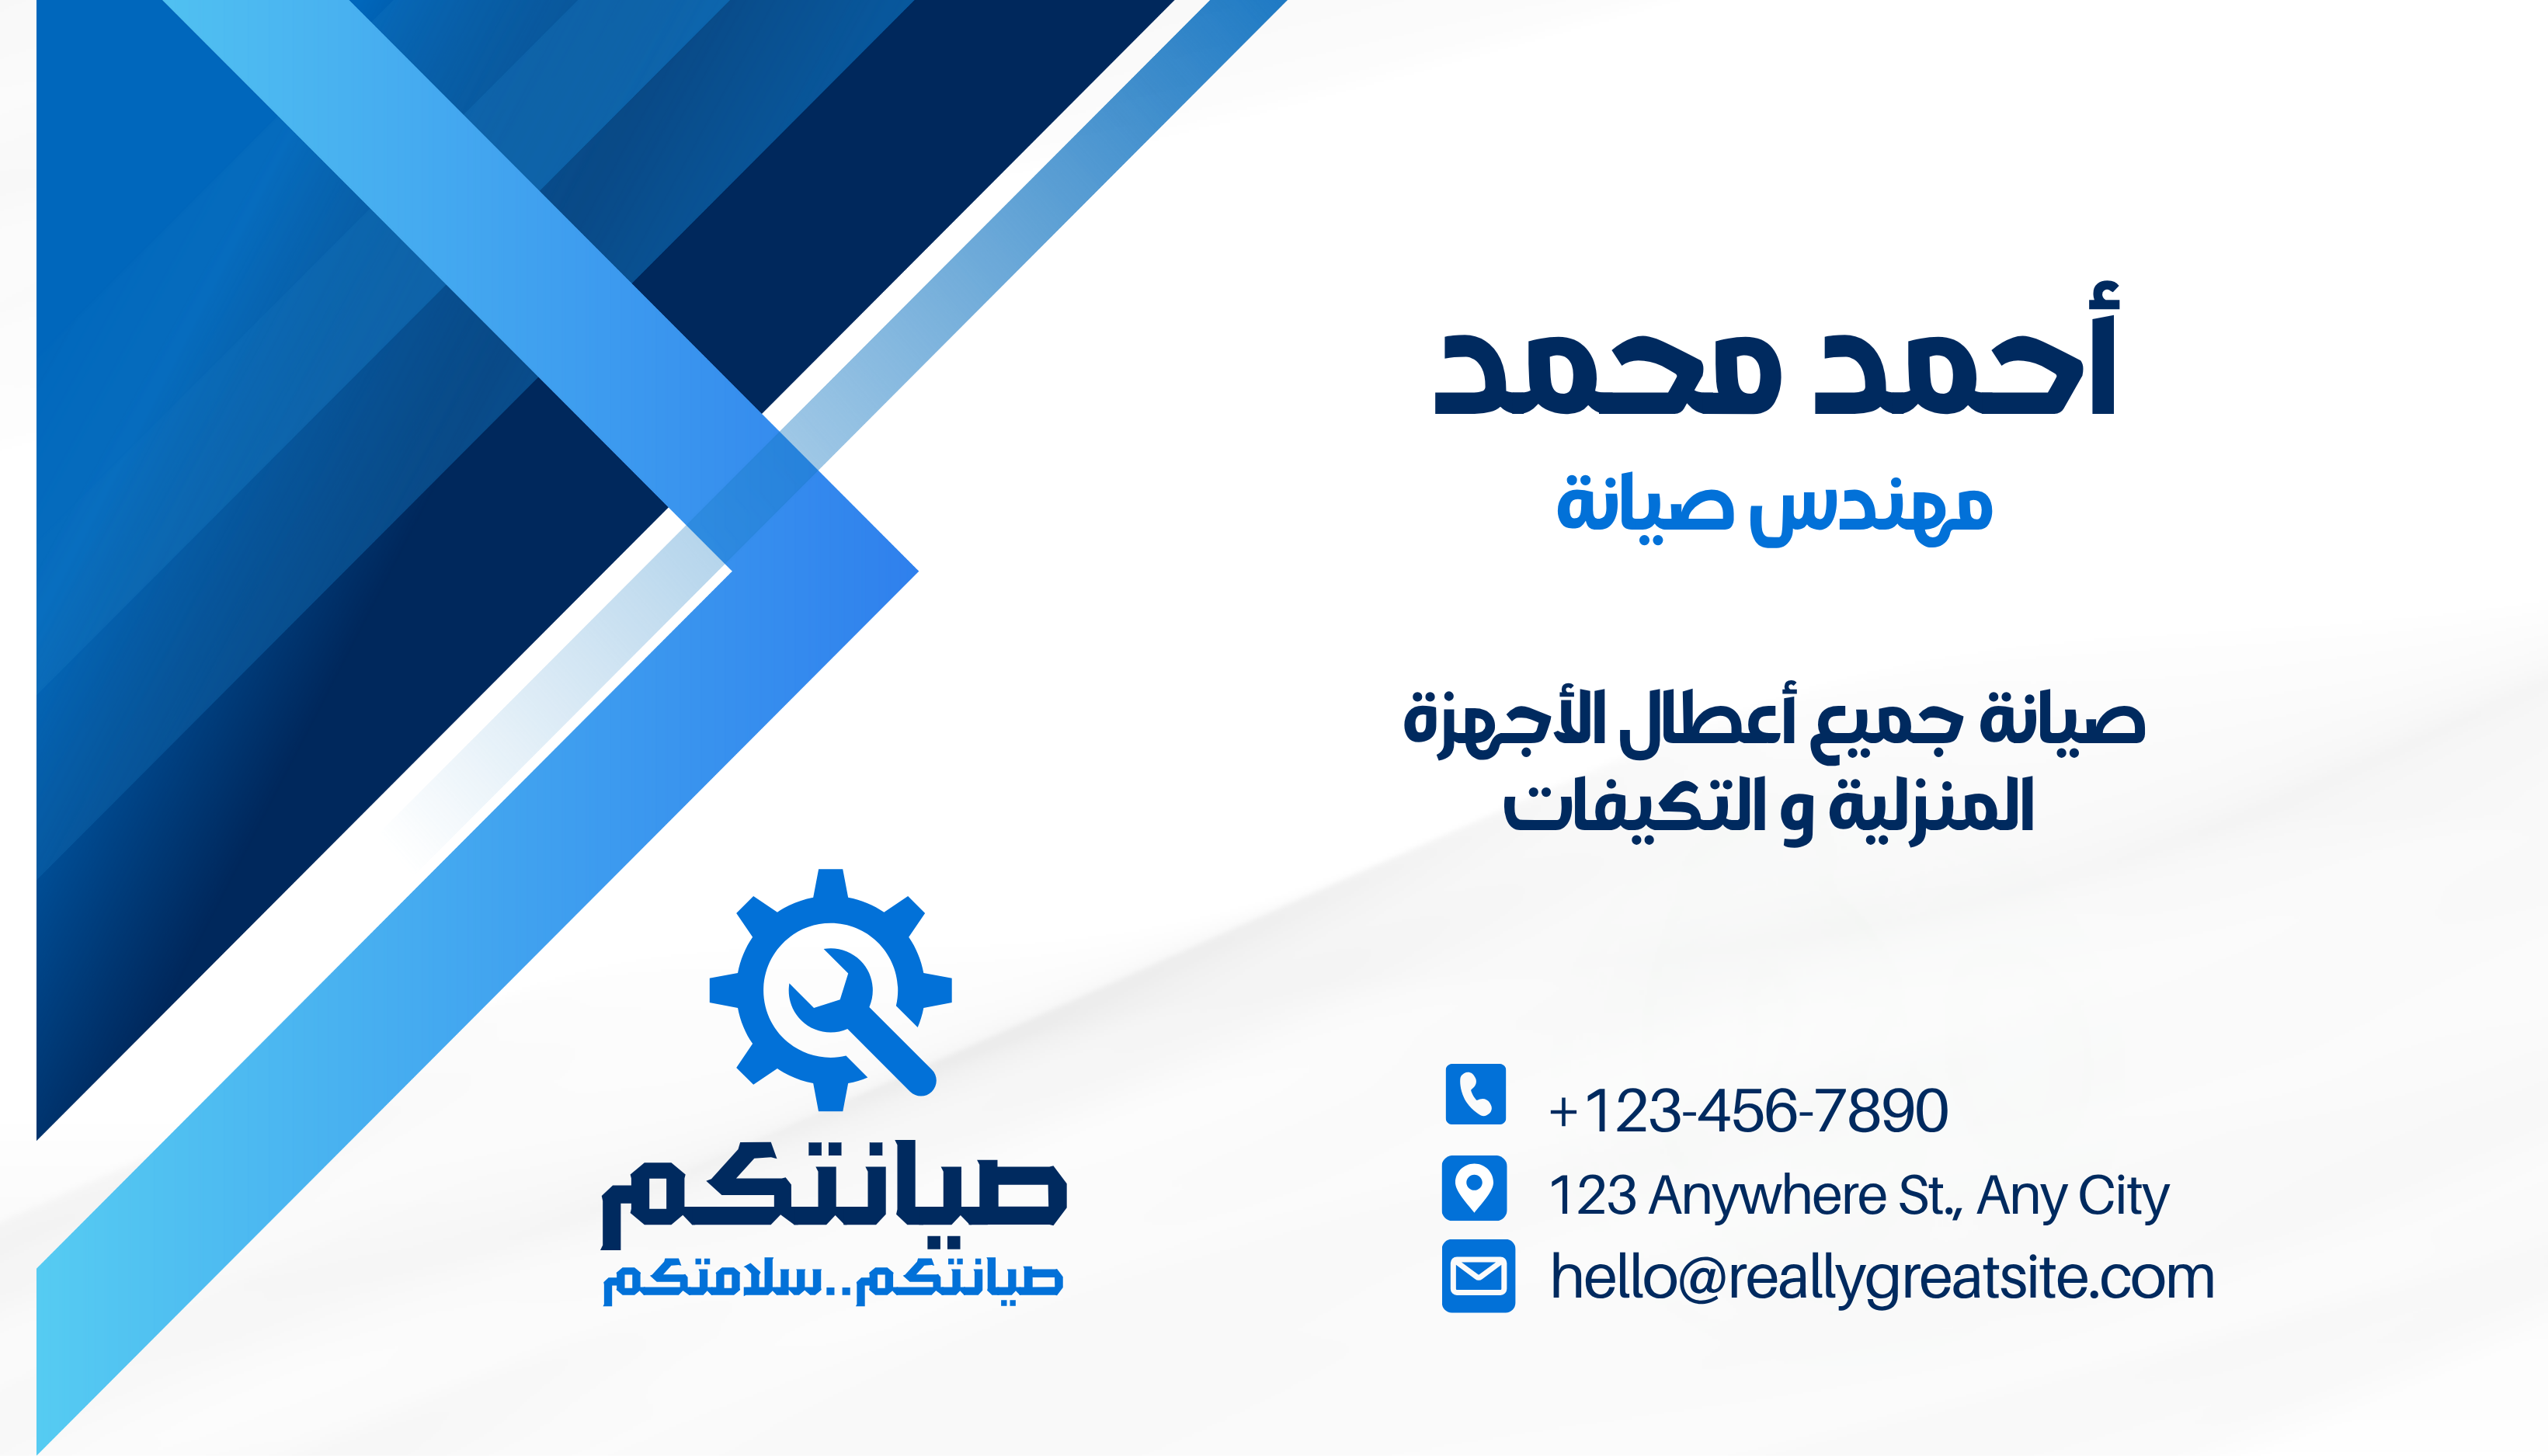 أحمد محمد
مهندس صيانة
صيانة جميع أعطال الأجهزة
المنزلية و التكيفات
صيانتكم
صيانتكم..سلامتكم
+123-456-7890
123 Anywhere St., Any City
hello@reallygreatsite.com